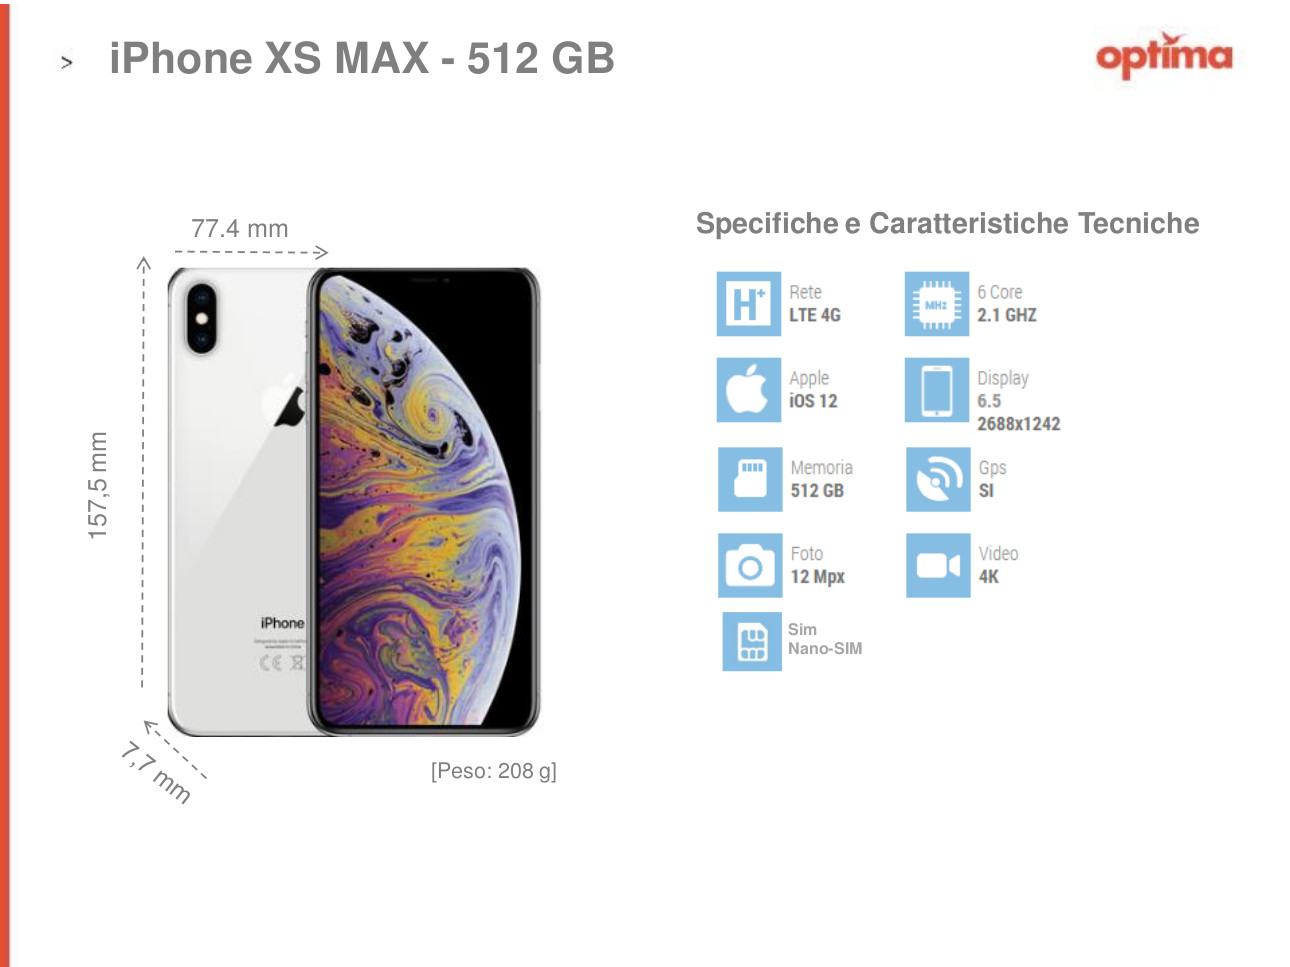 > iPhone XS MAX - 512 GB
optima
77.4 mm
157,5 mm
7,7 mm
iPhone
[Peso: 208 g]
Specifiche e Caratteristiche Tecniche
H+
Rete
LTE 4G
MHz
6 Core
2.1 GHZ
Apple
iOS 12
Display
6.5
2688x1242
Memoria
512 GB
Gps
SI
Foto
12 Mpx
Video
4K
Sim
Nano-SIM